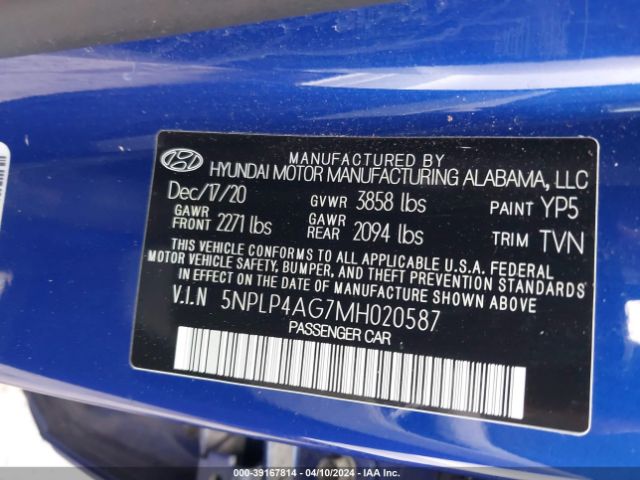 MANUFACTURED BY
HYUNDAI MOTOR MANUFACTURING ALABAMA, LLC
Dec/17/20 GVWR 3858 lbs PAINT YP5
GAWR FRONT 2271 lbs GAWR REAR 2094 lbs TRIM TVN
THIS VEHICLE CONFORMS TO ALL APPLICABLE U.S.A. FEDERAL
MOTOR VEHICLE SAFETY, BUMPER, AND THEFT PREVENTION STANDARDS
IN EFFECT ON THE DATE OF MANUFACTURE SHOWN ABOVE.
V.I.N 5NPLP4AG7MH020587
PASSENGER CAR
000-39167814 - 04/10/2024 - IAAI.COM